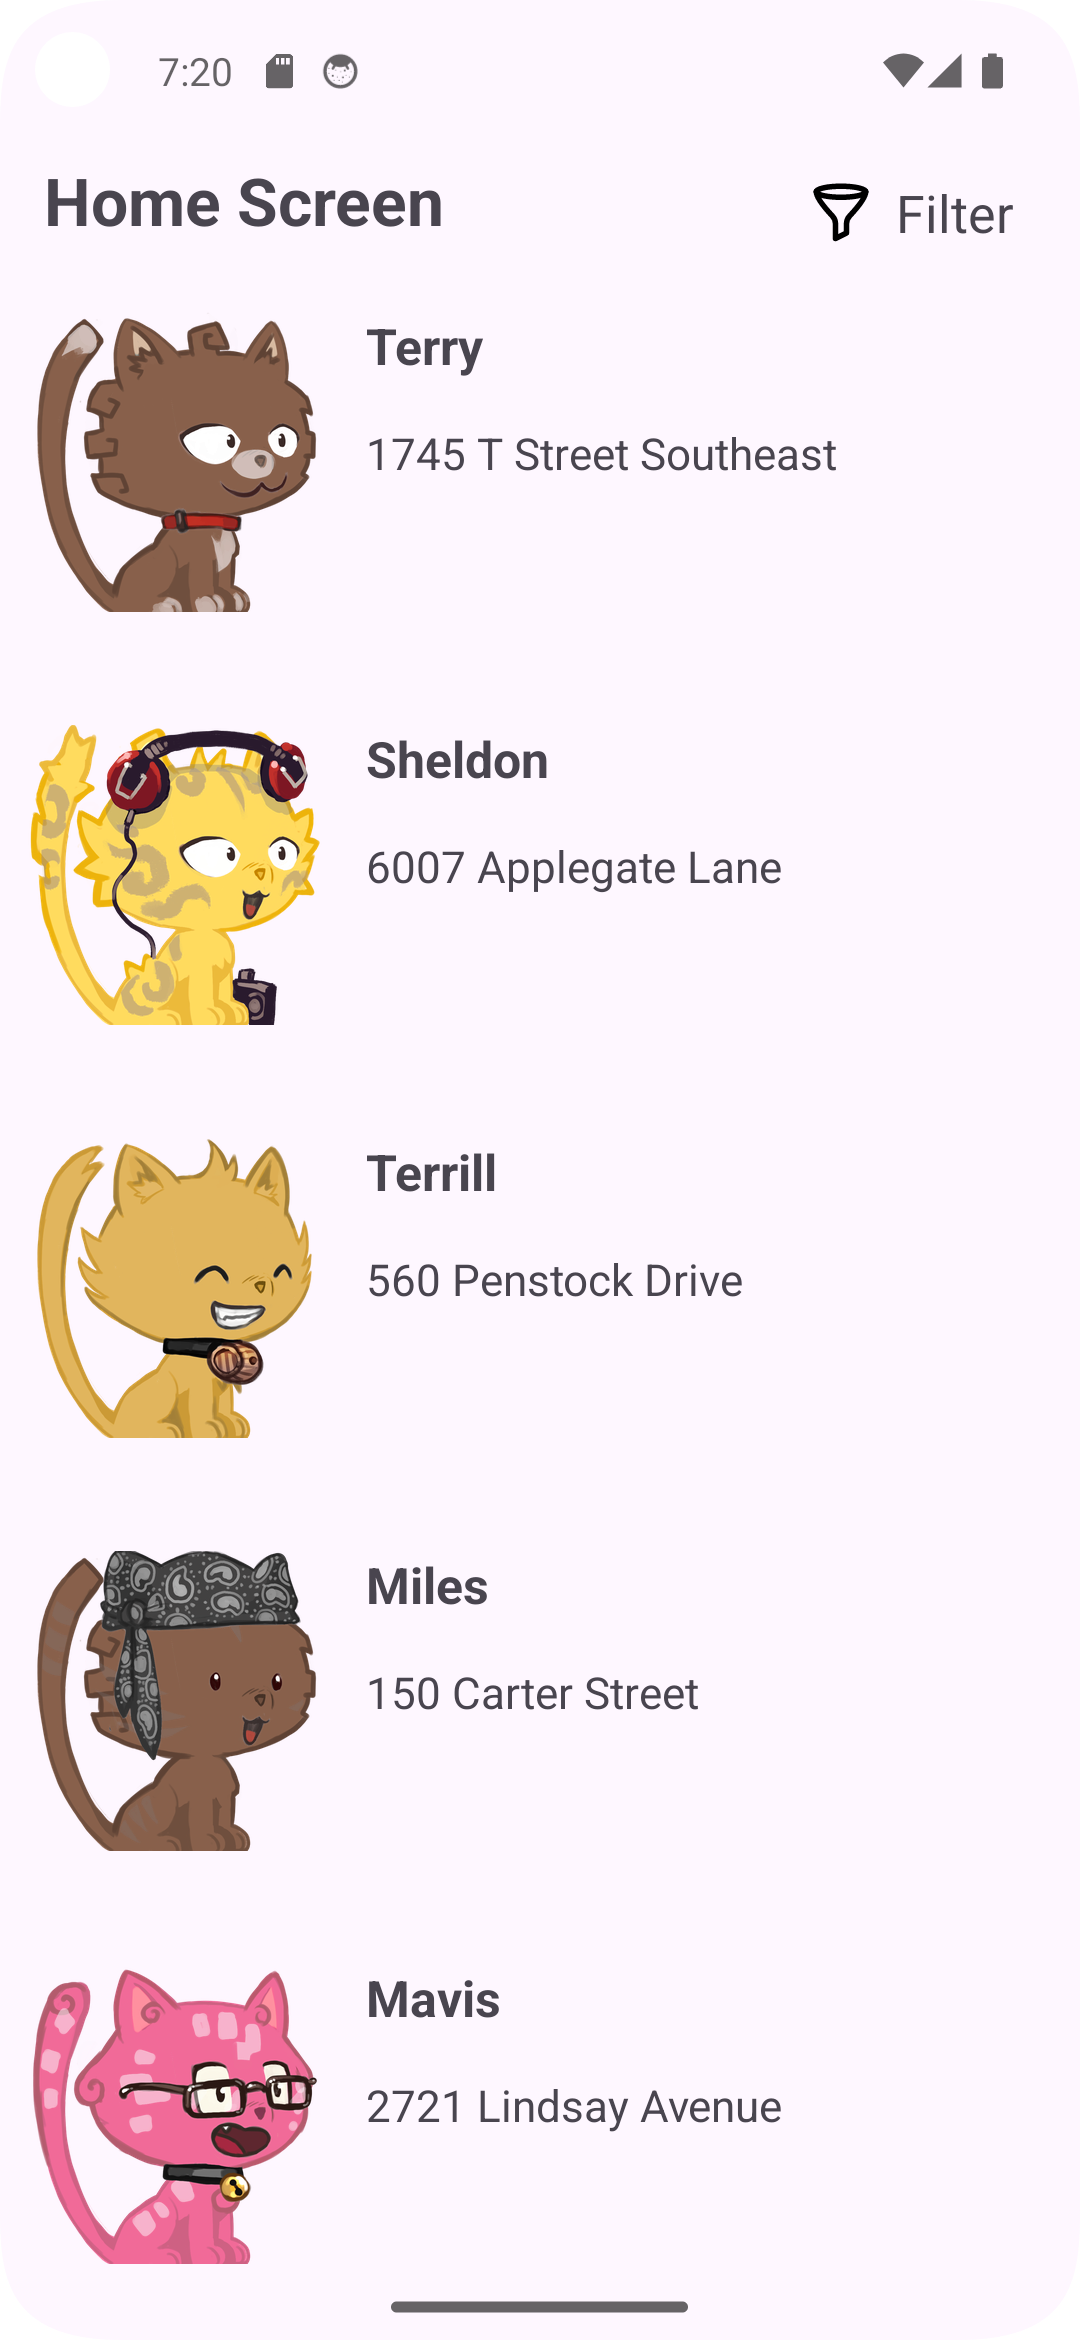 7:20
Home Screen
Filter
Terry
1745 T Street Southeast
Sheldon
6007 Applegate Lane
Terrill
560 Penstock Drive
Miles
150 Carter Street
Mavis
2721 Lindsay Avenue